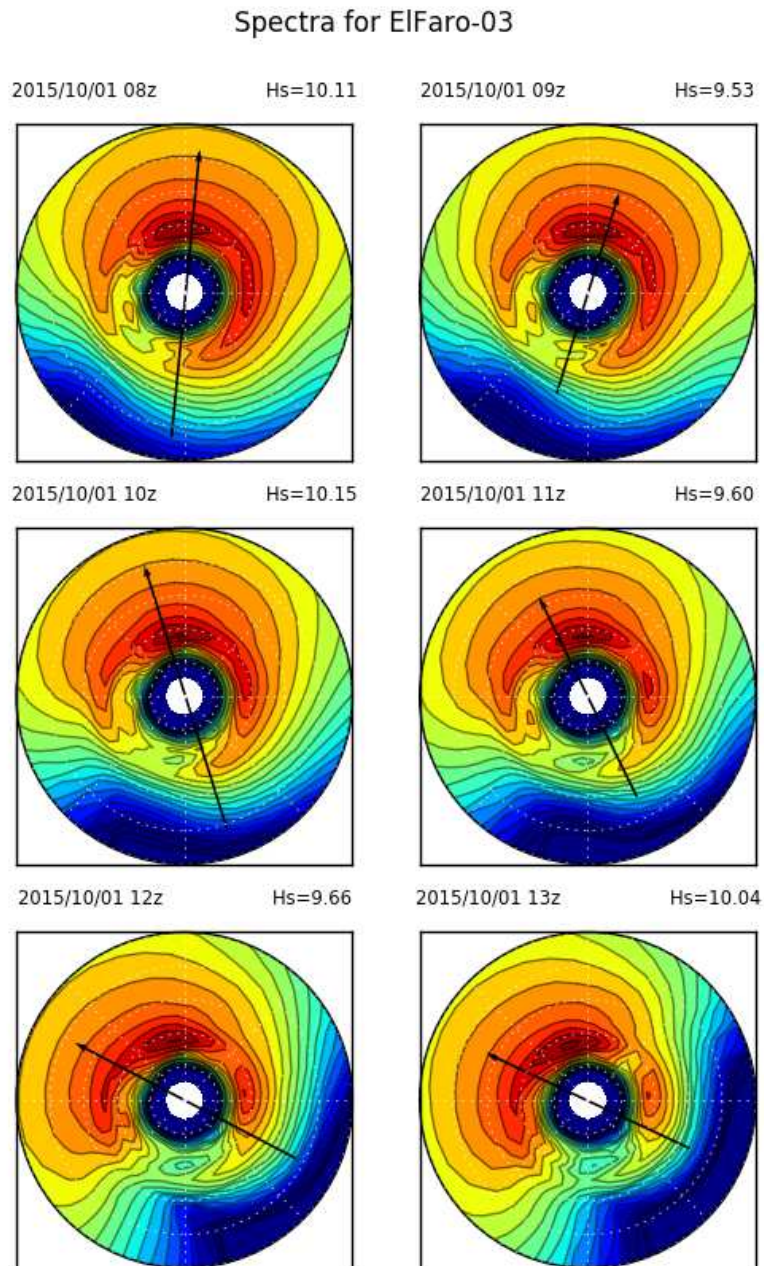 Spectra for ElFaro-03
2015/10/01 08z Hs=10.11
2015/10/01 09z Hs=9.53
2015/10/01 10z Hs=10.15
2015/10/01 11z Hs=9.60
2015/10/01 12z Hs=9.66
2015/10/01 13z Hs=10.04